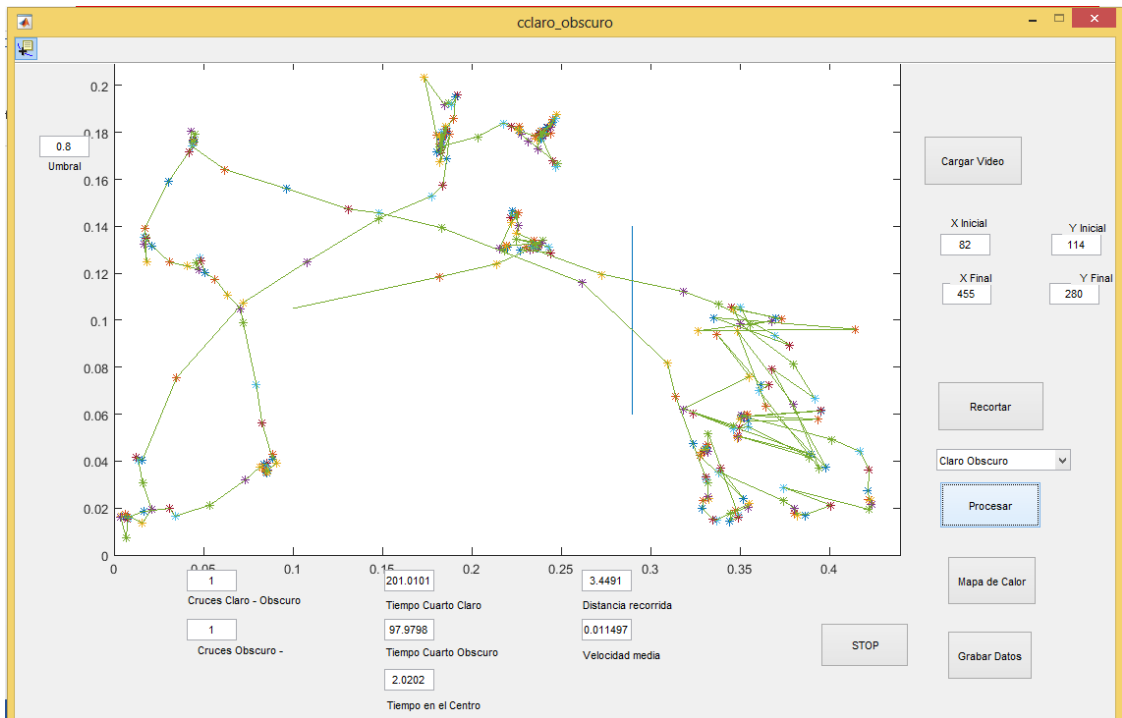 cclaro_obscuro
0.2
0.18
0.16
0.14
0.12
0.1
0.08
0.06
0.04
0.02
0
0
0.05
0.1
0.15
0.2
0.25
0.3
0.35
0.4
0.8
Umbral
Cargar Video
X Inicial
Y Inicial
82
114
X Final
Y Final
455
280
Recortar
Claro Obscuro
Procesar
Mapa de Calor
Grabar Datos
STOP
1
201.0101
3.4491
Cruces Claro - Obscuro
Tiempo Cuarto Claro
Distancia recorrida
1
97.9798
0.011497
Cruces Obscuro -
Tiempo Cuarto Obscuro
Velocidad media
2.0202
Tiempo en el Centro